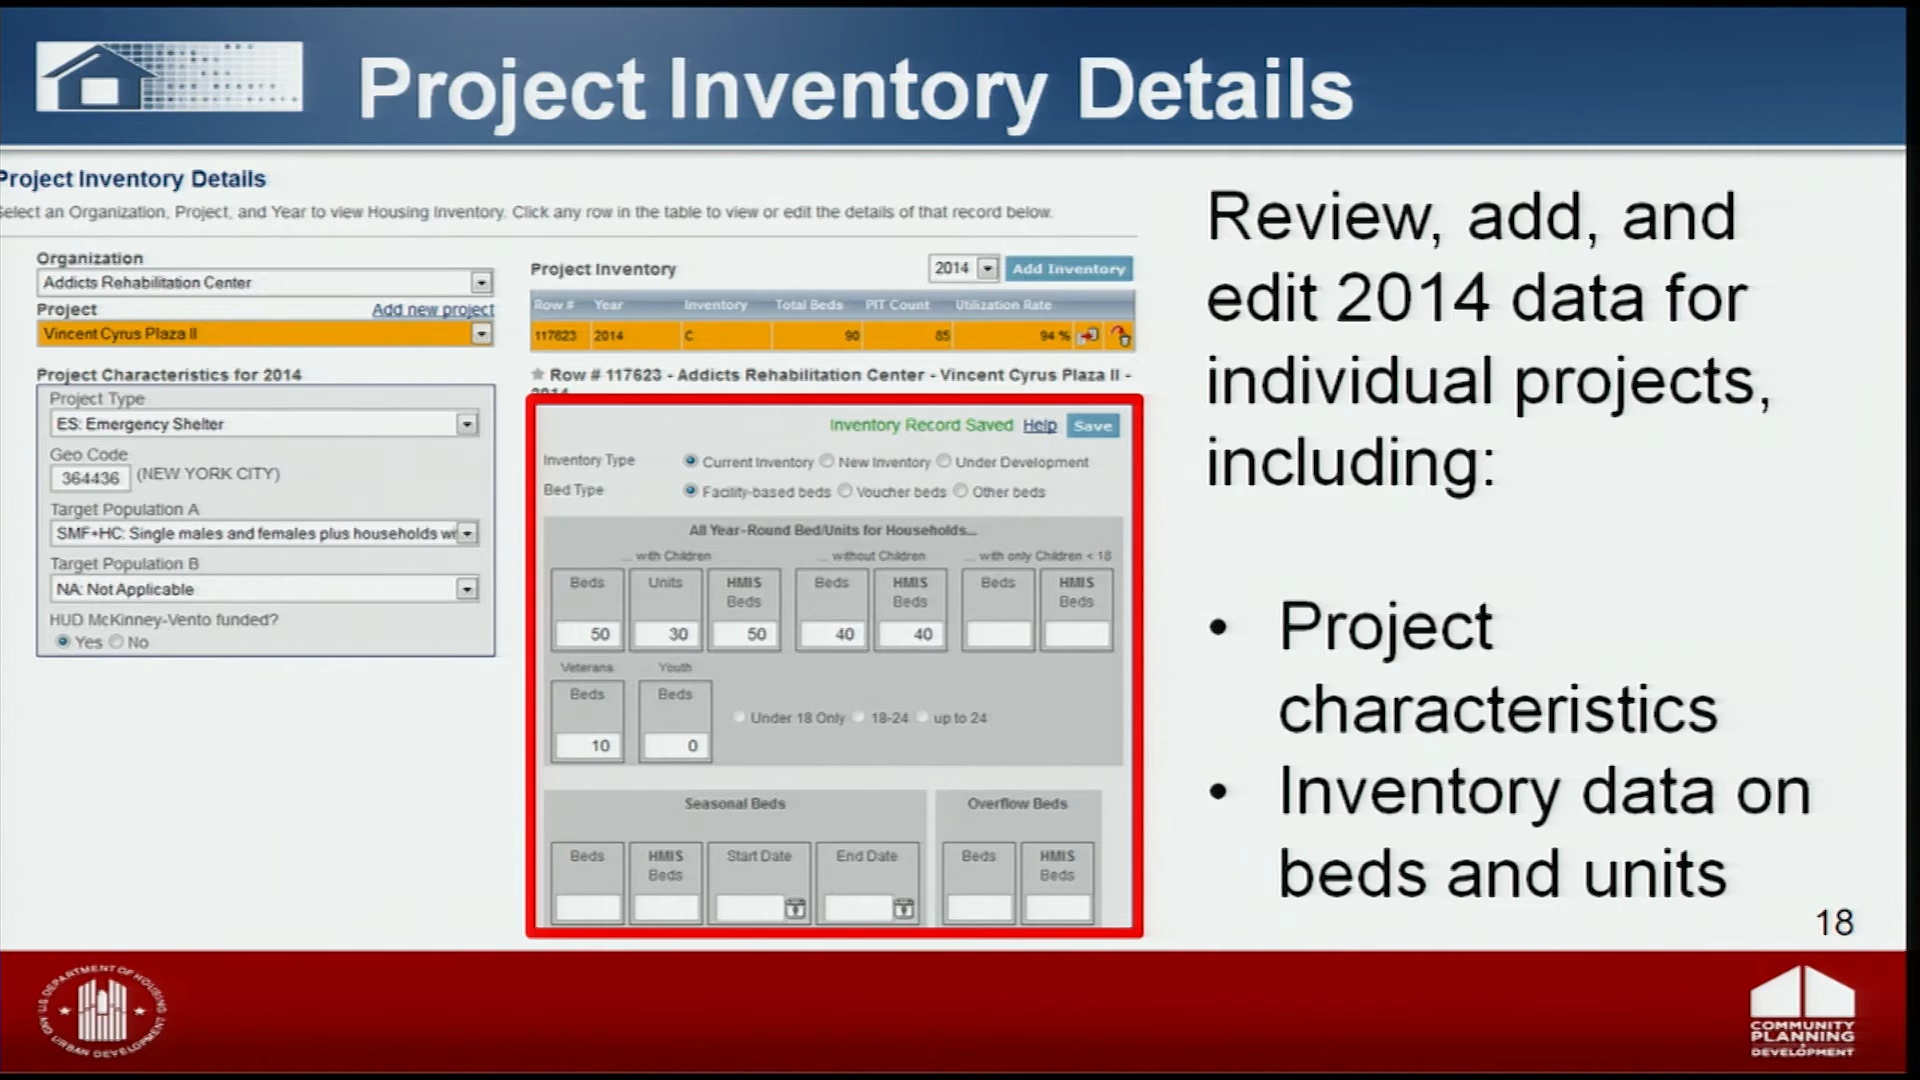 Project Inventory Details
Project Inventory Details
Select an Organization, Project, and Year to view Housing Inventory. Click any row in the table to view or edit the details of that record below.
Organization
Addicts Rehabilitation Center
Project Add new project
Vincent Cyrus Plaza II
Project Characteristics for 2014
Project Type
ES: Emergency Shelter
Geo Code
364436 (NEW YORK CITY)
Target Population A
SMF+HC: Single males and females plus households wi
Target Population B
NA: Not Applicable
HUD McKinney-Vento funded?
Yes No
Project Inventory 2014 Add Inventory
Row # Year Inventory Total Beds PIT Count Utilization Rate
117623 2014 C 90 85 94 %
Row # 117623 - Addicts Rehabilitation Center - Vincent Cyrus Plaza II -
2014
Inventory Record Saved Help Save
Inventory Type Current Inventory New Inventory Under Development
Bed Type Facility-based beds Voucher beds Other beds
All Year-Round Bed/Units for Households...
... with Children ... without Children ... with only Children < 18
Beds Units HMIS Beds Beds HMIS Beds Beds HMIS Beds
50 30 50 40 40
Veterans Youth
Beds Beds
Under 18 Only 18-24 up to 24
10 0
Seasonal Beds Overflow Beds
Beds HMIS Beds Start Date End Date Beds HMIS Beds
Review, add, and
edit 2014 data for
individual projects,
including:
• Project
characteristics
• Inventory data on
beds and units
18
U.S. DEPARTMENT OF HOUSING
AND URBAN DEVELOPMENT
COMMUNITY
PLANNING
DEVELOPMENT